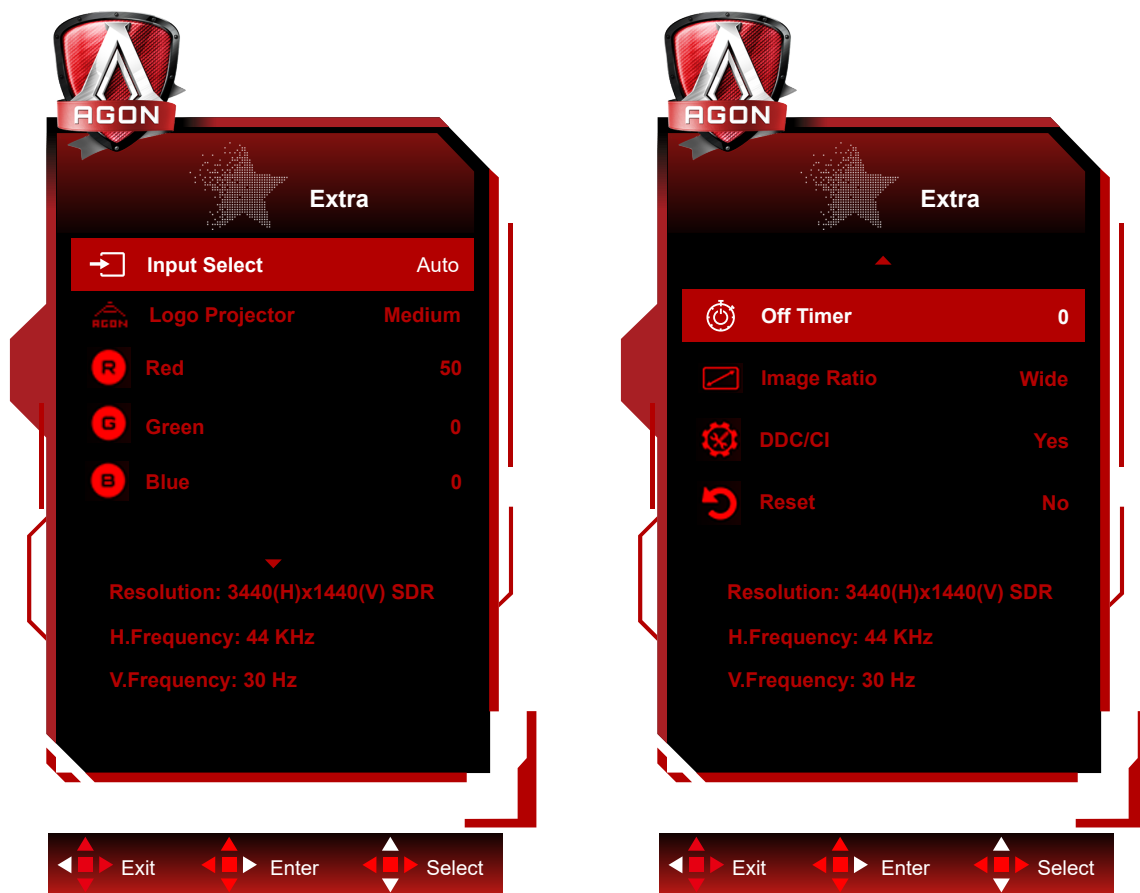 AGON
Extra
Input Select Auto
AGON Logo Projector Medium
R Red 50
G Green 0
B Blue 0
Resolution: 3440(H)x1440(V) SDR
H.Frequency: 44 KHz
V.Frequency: 30 Hz
Exit Enter Select
AGON
Extra
Off Timer 0
Image Ratio Wide
DDC/CI Yes
Reset No
Resolution: 3440(H)x1440(V) SDR
H.Frequency: 44 KHz
V.Frequency: 30 Hz
Exit Enter Select